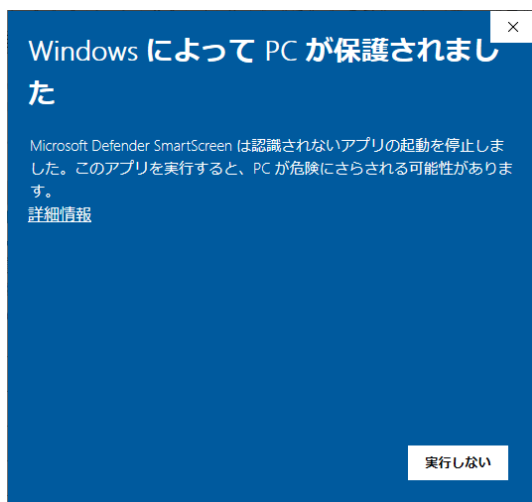 Windows によって PC が保護されまし
た
Microsoft Defender SmartScreen は認識されないアプリの起動を停止しま
した。このアプリを実行すると、PC が危険にさらされる可能性がありま
す。
詳細情報
実行しない